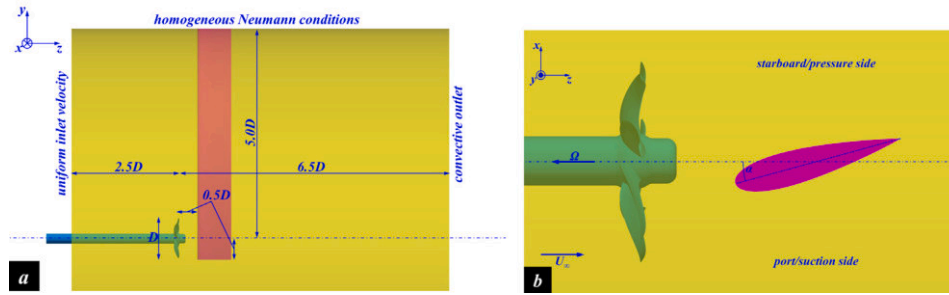 homogeneous Neumann conditions
y
x
z
uniform inlet velocity
5.0D
convective outlet
2.5D
6.5D
0.5D
D
a
x
y
z
starboard/pressure side
Ω
α
U∞
port/suction side
b